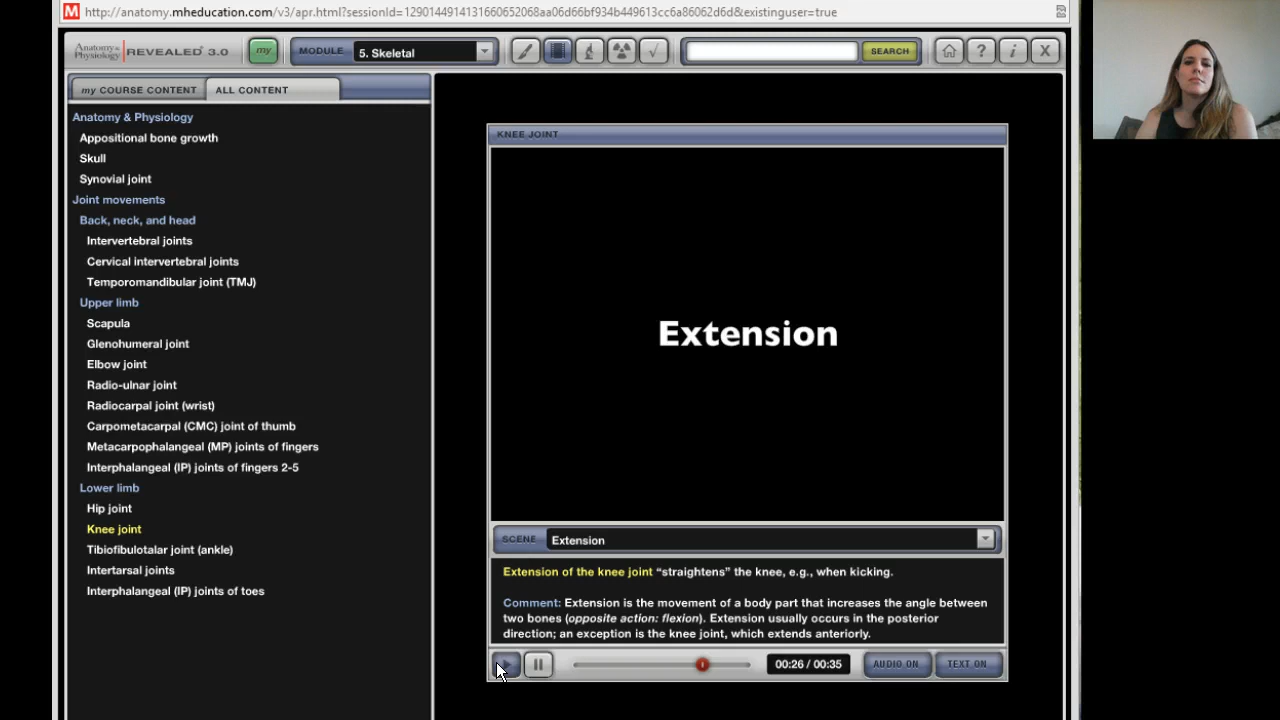 http://anatomy.mheducation.com/v3/apr.html?sessionId=1290144914131660652068aa06d66bf934b449613cc6a86062d6d&existinguser=true
Anatomy & Physiology REVEALED® 3.0
my
MODULE 5. Skeletal
SEARCH
? i X
my COURSE CONTENT
ALL CONTENT
Anatomy & Physiology
Appositional bone growth
Skull
Synovial joint
Joint movements
Back, neck, and head
Intervertebral joints
Cervical intervertebral joints
Temporomandibular joint (TMJ)
Upper limb
Scapula
Glenohumeral joint
Elbow joint
Radio-ulnar joint
Radiocarpal joint (wrist)
Carpometacarpal (CMC) joint of thumb
Metacarpophalangeal (MP) joints of fingers
Interphalangeal (IP) joints of fingers 2-5
Lower limb
Hip joint
Knee joint
Tibiofibulotalar joint (ankle)
Intertarsal joints
Interphalangeal (IP) joints of toes
KNEE JOINT
Extension
SCENE Extension
Extension of the knee joint “straightens” the knee, e.g., when kicking.
Comment: Extension is the movement of a body part that increases the angle between
two bones (opposite action: flexion). Extension usually occurs in the posterior
direction; an exception is the knee joint, which extends anteriorly.
00:26 / 00:35
AUDIO ON
TEXT ON